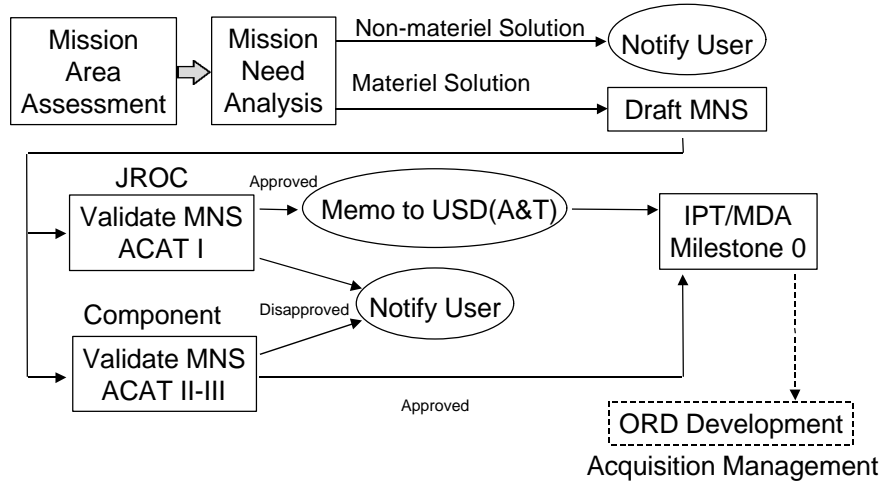 Mission
Area
Assessment
Mission
Need
Analysis
Non-materiel Solution
Notify User
Materiel Solution
Draft MNS
JROC
Validate MNS
ACAT I
Approved
Memo to USD(A&T)
IPT/MDA
Milestone 0
Disapproved
Notify User
Component
Validate MNS
ACAT II-III
Approved
ORD Development
Acquisition Management